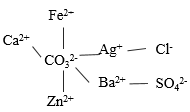 Fe²⁺
Ca²⁺
Ag⁺ Cl⁻
CO₃²⁻
Ba²⁺ SO₄²⁻
Zn²⁺